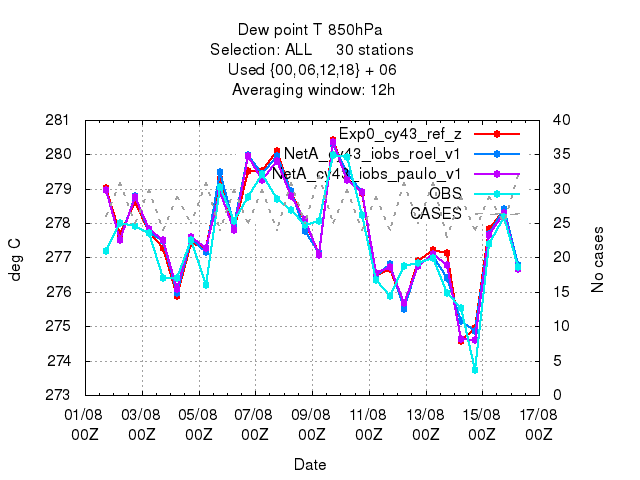 Dew point T 850hPa
Selection: ALL 30 stations
Used {00,06,12,18} + 06
Averaging window: 12h
281 40
280 35
279 30
278 25
277 20
276 15
275 10
274 5
273 0
Exp0_cy43_ref_z
NetA_cy43_iobs_roel_v1
NetA_cy43_iobs_paulo_v1
OBS
CASES
deg C
No cases
01/08 03/08 05/08 07/08 09/08 11/08 13/08 15/08 17/08
00Z 00Z 00Z 00Z 00Z 00Z 00Z 00Z 00Z
Date